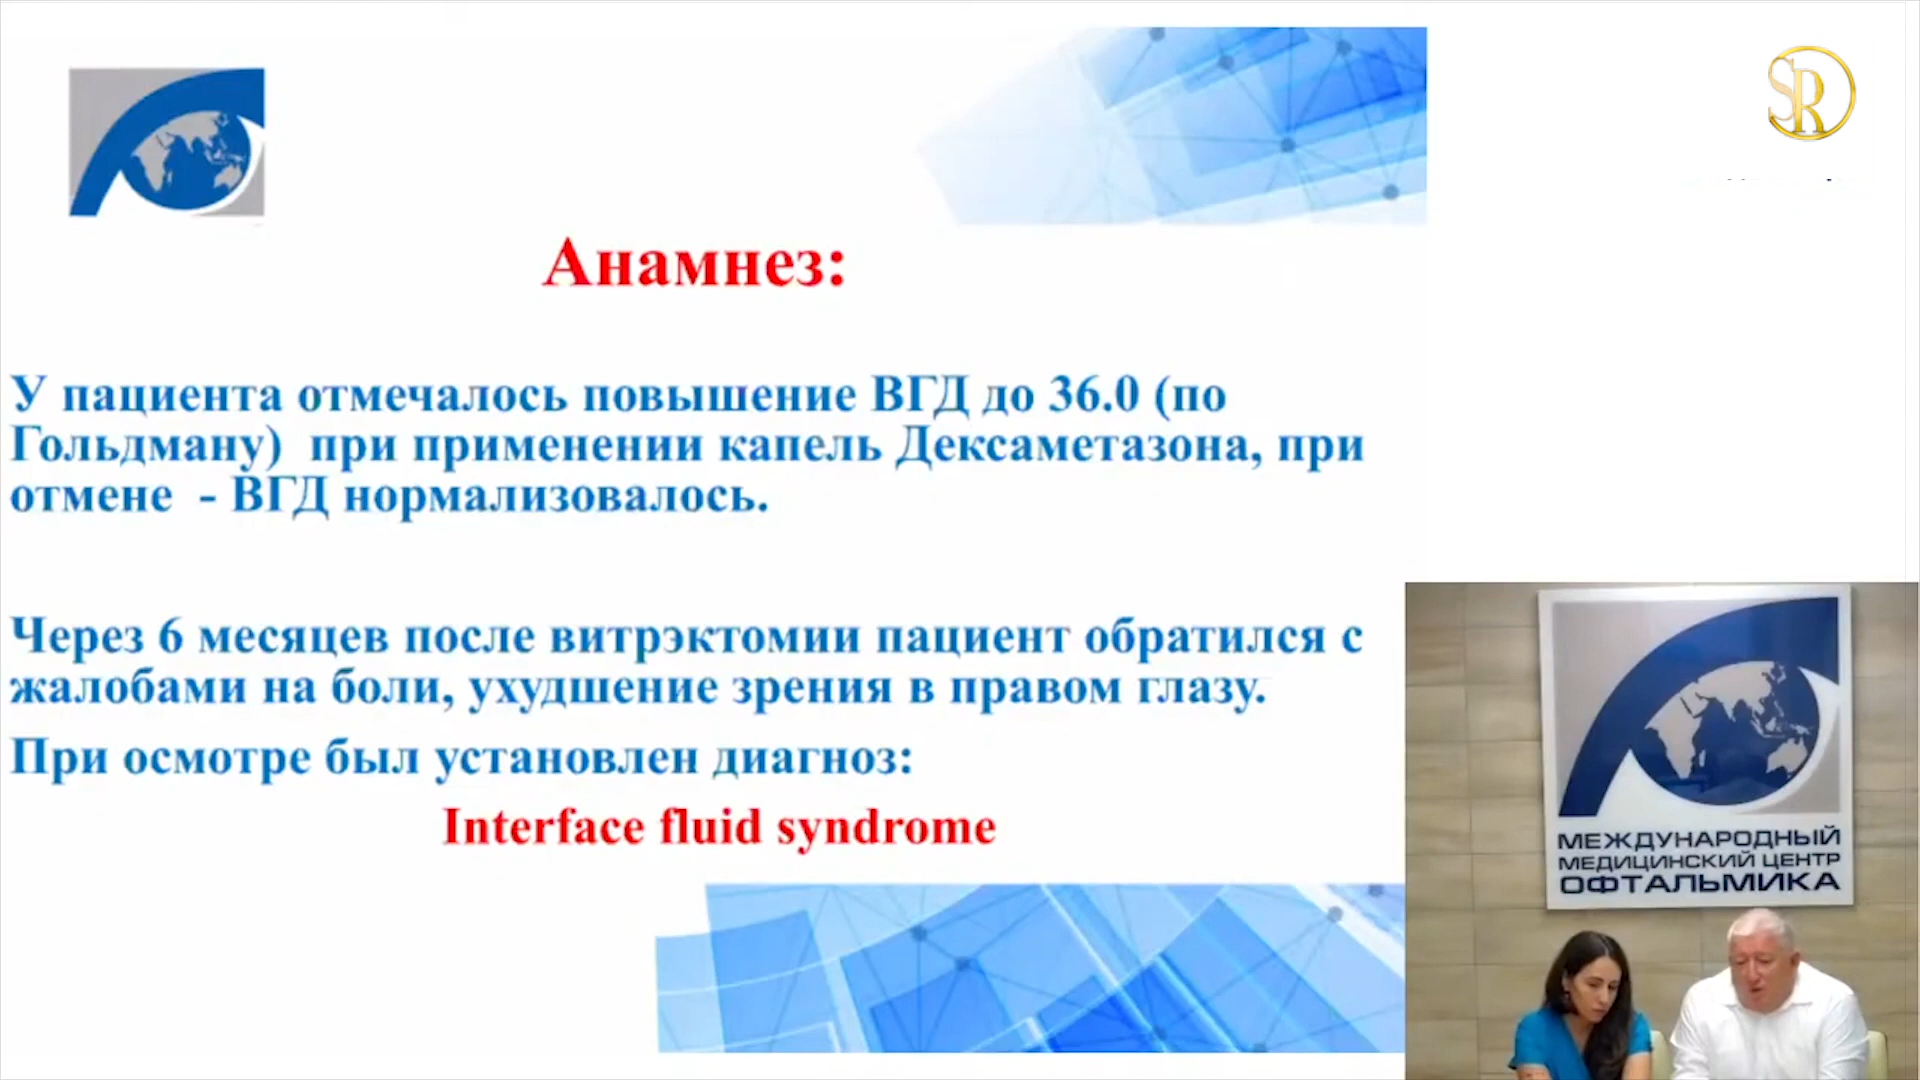 SR
Анамнез:
У пациента отмечалось повышение ВГД до 36.0 (по
Гольдману) при применении капель Дексаметазона, при
отмене - ВГД нормализовалось.
Через 6 месяцев после витрэктомии пациент обратился с
жалобами на боли, ухудшение зрения в правом глазу.
При осмотре был установлен диагноз:
Interface fluid syndrome
МЕЖДУНАРОДНЫЙ
МЕДИЦИНСКИЙ ЦЕНТР
ОФТАЛЬМИКА